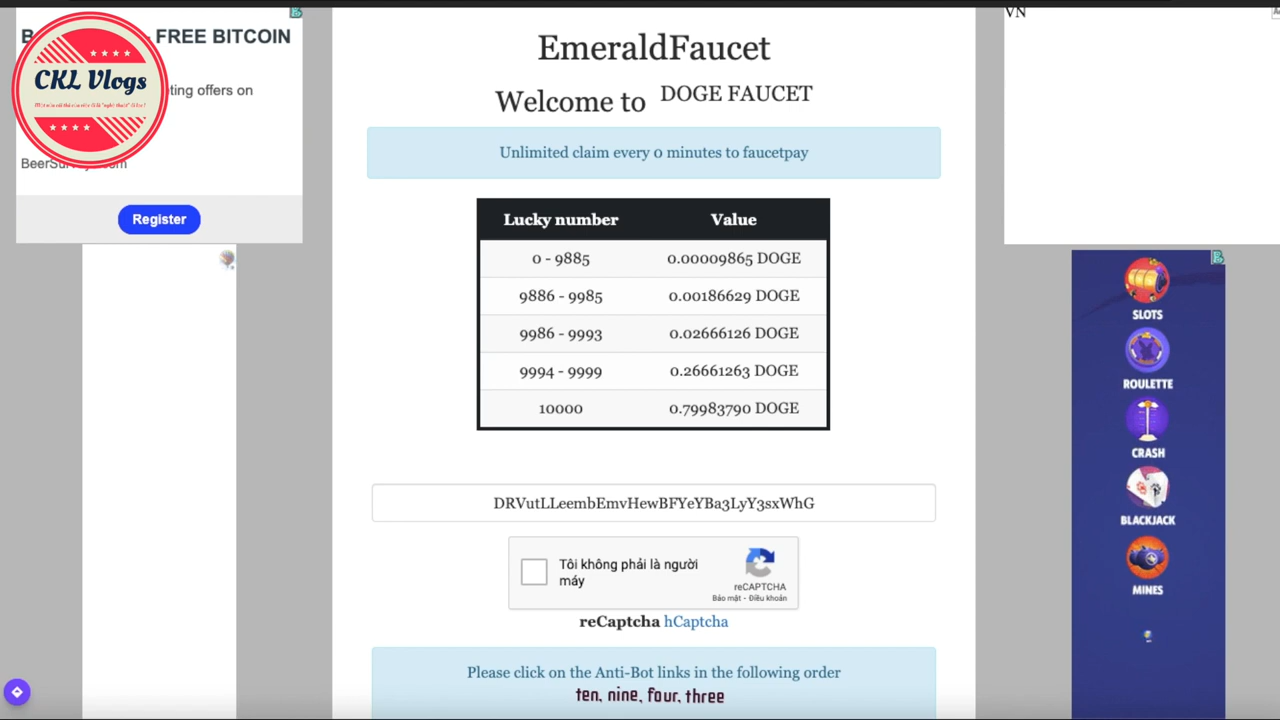 FREE BITCOIN
ting offers on
Register
CKL Vlogs
EmeraldFaucet
Welcome to DOGE FAUCET
Unlimited claim every 0 minutes to faucetpay
Lucky number Value
0 - 9885 0.00009865 DOGE
9886 - 9985 0.00186629 DOGE
9986 - 9993 0.02666126 DOGE
9994 - 9999 0.26661263 DOGE
10000 0.79983790 DOGE
DRVutLLeembEmvHewBFYeYBa3LyY3sxWhG
Tôi không phải là người
máy
reCAPTCHA
Bảo mật - Điều khoản
reCaptcha hCaptcha
Please click on the Anti-Bot links in the following order
ten, nine, four, three
VN
SLOTS
ROULETTE
CRASH
BLACKJACK
MINES